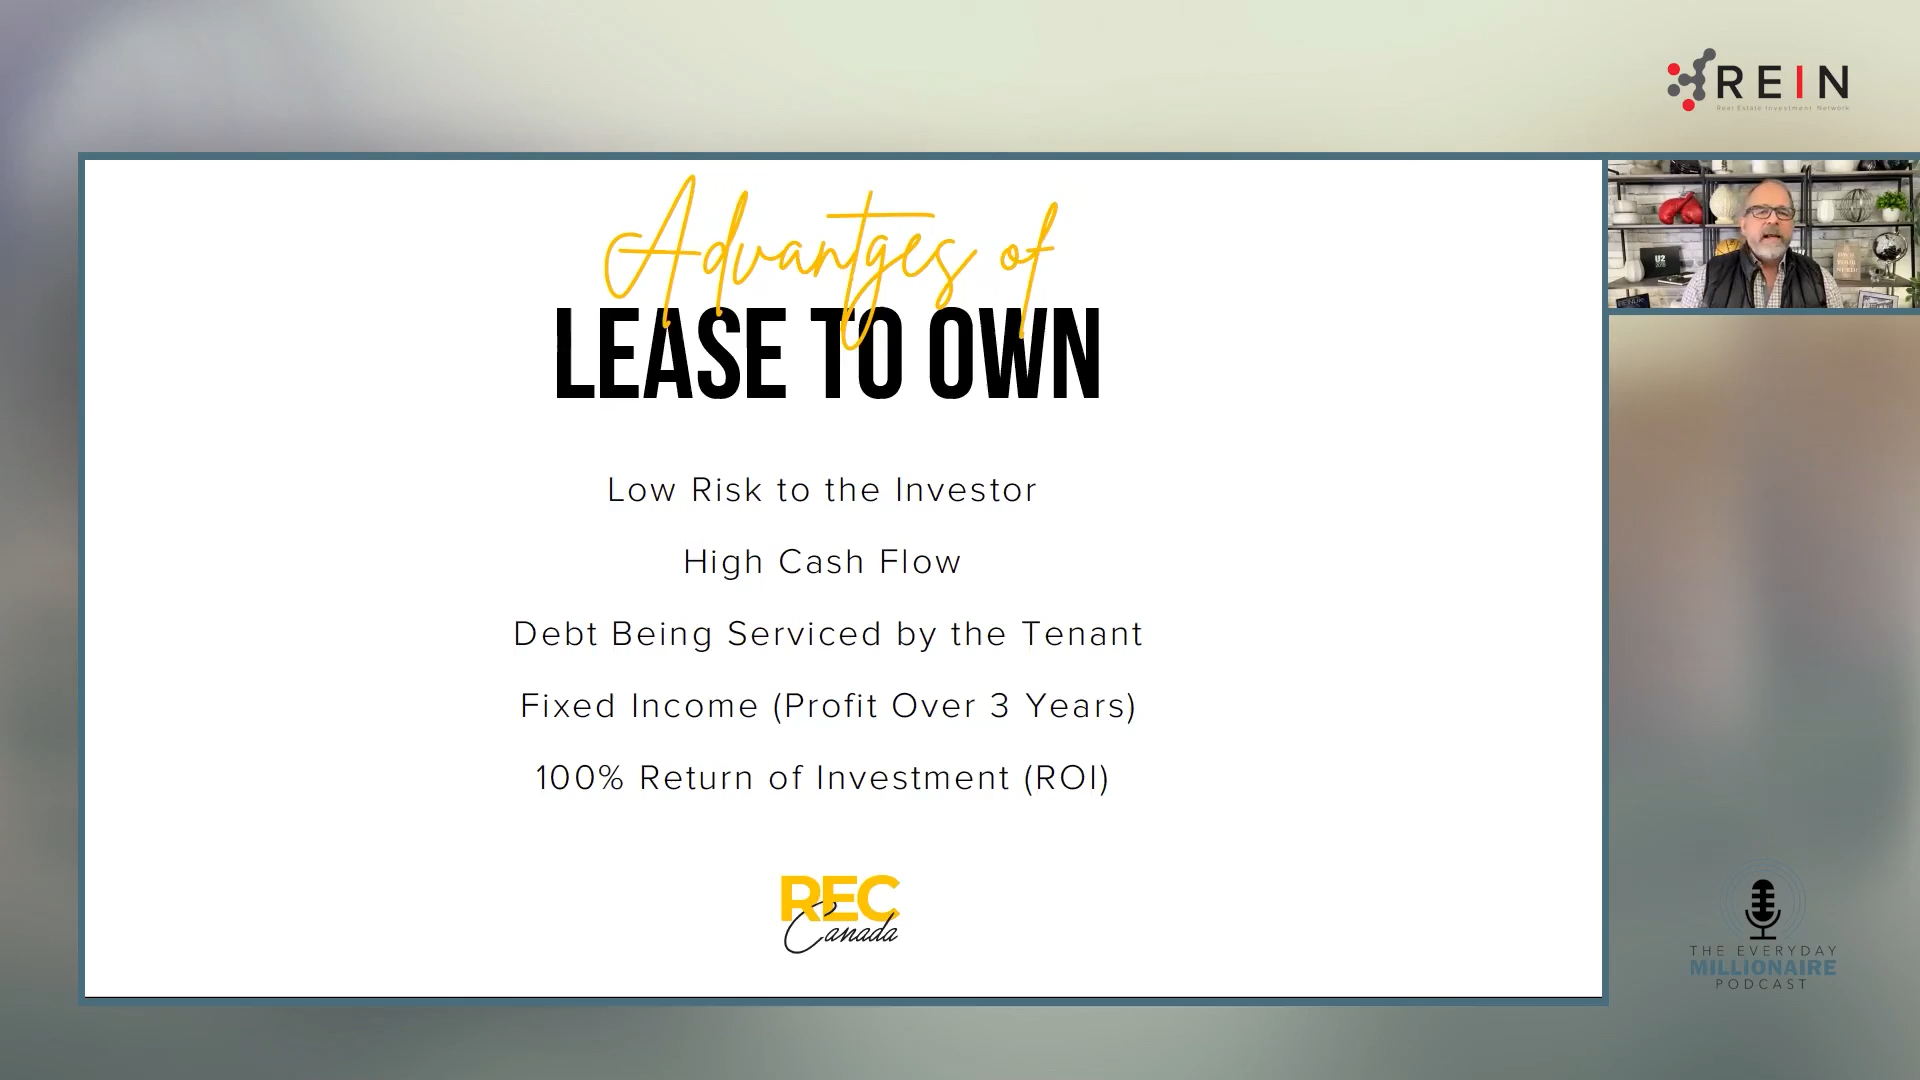 REIN
Real Estate Investment Network
Advantges of
LEASE TO OWN
U2
Low Risk to the Investor
High Cash Flow
Debt Being Serviced by the Tenant
Fixed Income (Profit Over 3 Years)
100% Return of Investment (ROI)
REC
Canada
THE EVERYDAY
MILLIONAIRE
PODCAST